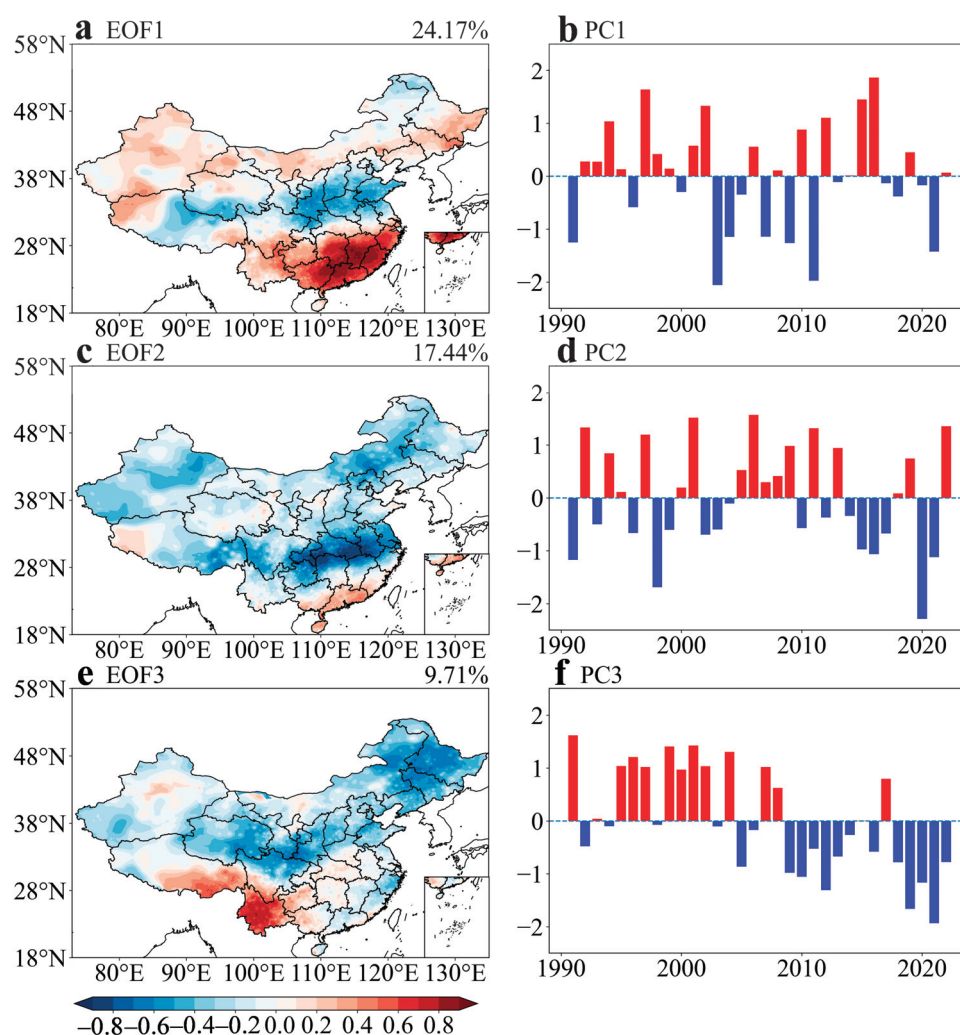 a EOF1 24.17%
58°N
48°N
38°N
28°N
18°N
80°E 90°E 100°E 110°E 120°E 130°E
b PC1
2
1
0
−1
−2
1990 2000 2010 2020
c EOF2 17.44%
58°N
48°N
38°N
28°N
18°N
80°E 90°E 100°E 110°E 120°E 130°E
d PC2
2
1
0
−1
−2
1990 2000 2010 2020
e EOF3 9.71%
58°N
48°N
38°N
28°N
18°N
80°E 90°E 100°E 110°E 120°E 130°E
−0.8 −0.6 −0.4 −0.2 0.0 0.2 0.4 0.6 0.8
f PC3
2
1
0
−1
−2
1990 2000 2010 2020